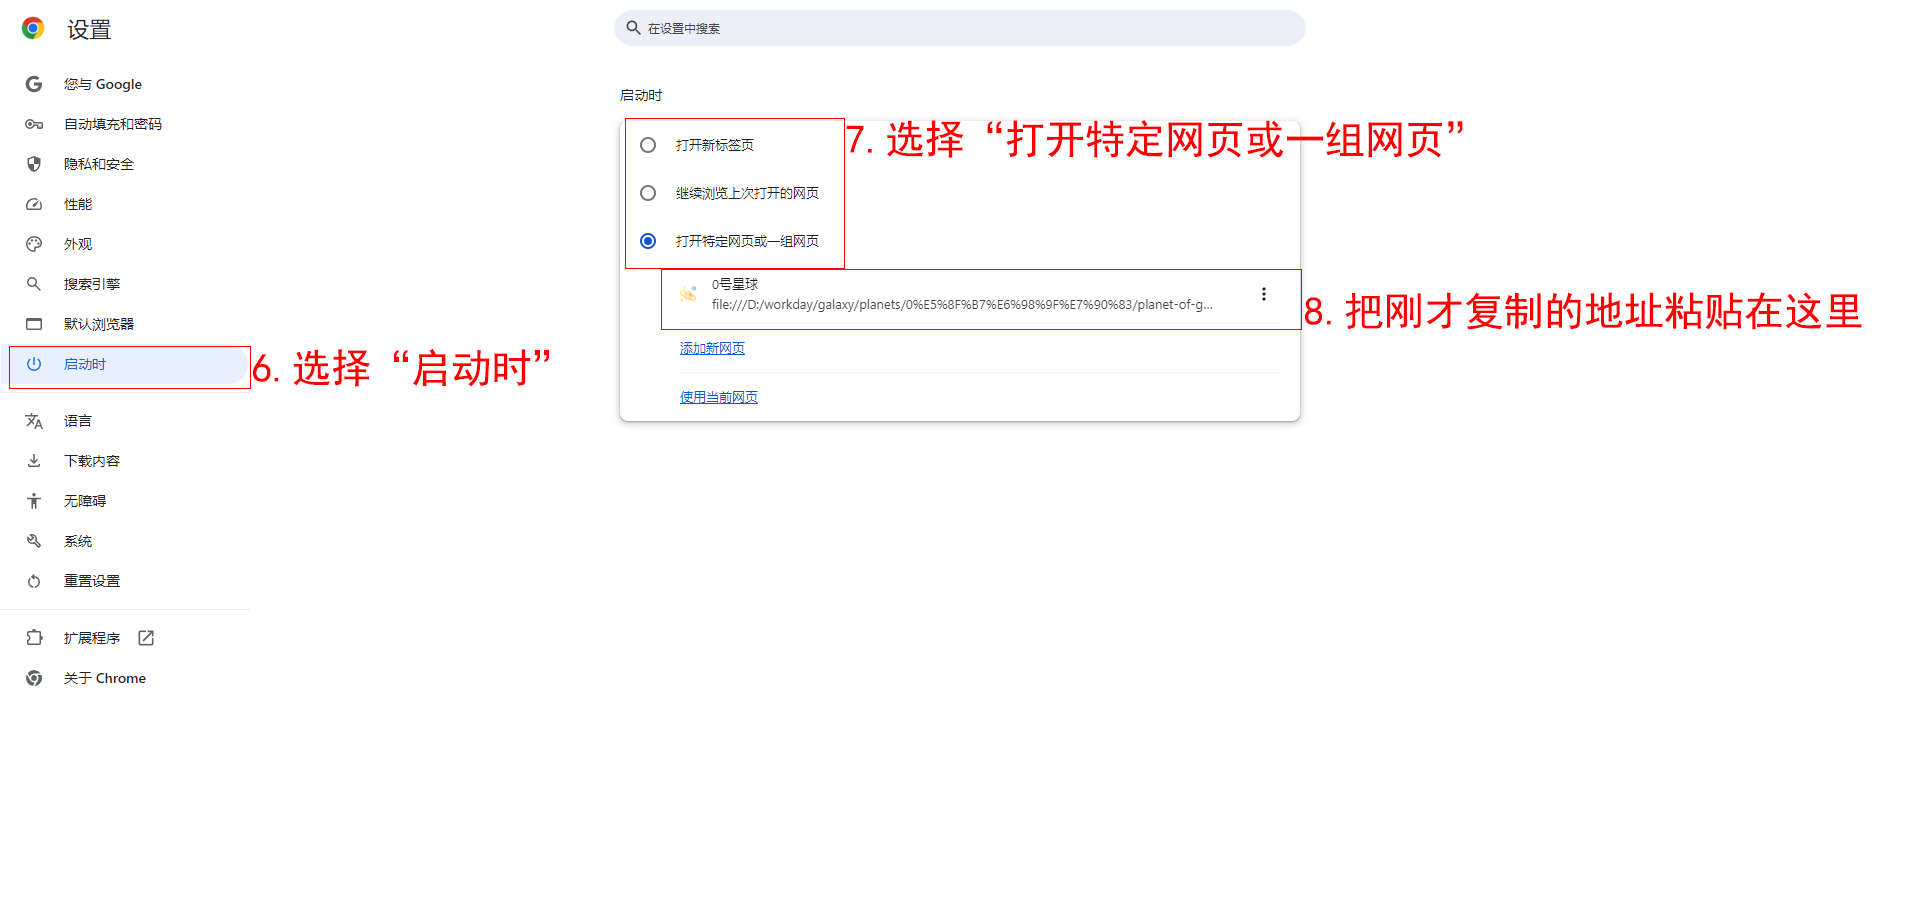 设置
在设置中搜索
您与 Google
自动填充和密码
隐私和安全
性能
外观
搜索引擎
默认浏览器
启动时
6. 选择“启动时”
语言
下载内容
无障碍
系统
重置设置
扩展程序
关于 Chrome
启动时
打开新标签页
7. 选择“打开特定网页或一组网页”
继续浏览上次打开的网页
打开特定网页或一组网页
0号星球
file:///D:/workday/galaxy/planets/0%E5%8F%B7%E6%98%9F%E7%90%83/planet-of-g...
8. 把刚才复制的地址粘贴在这里
添加新网页
使用当前网页